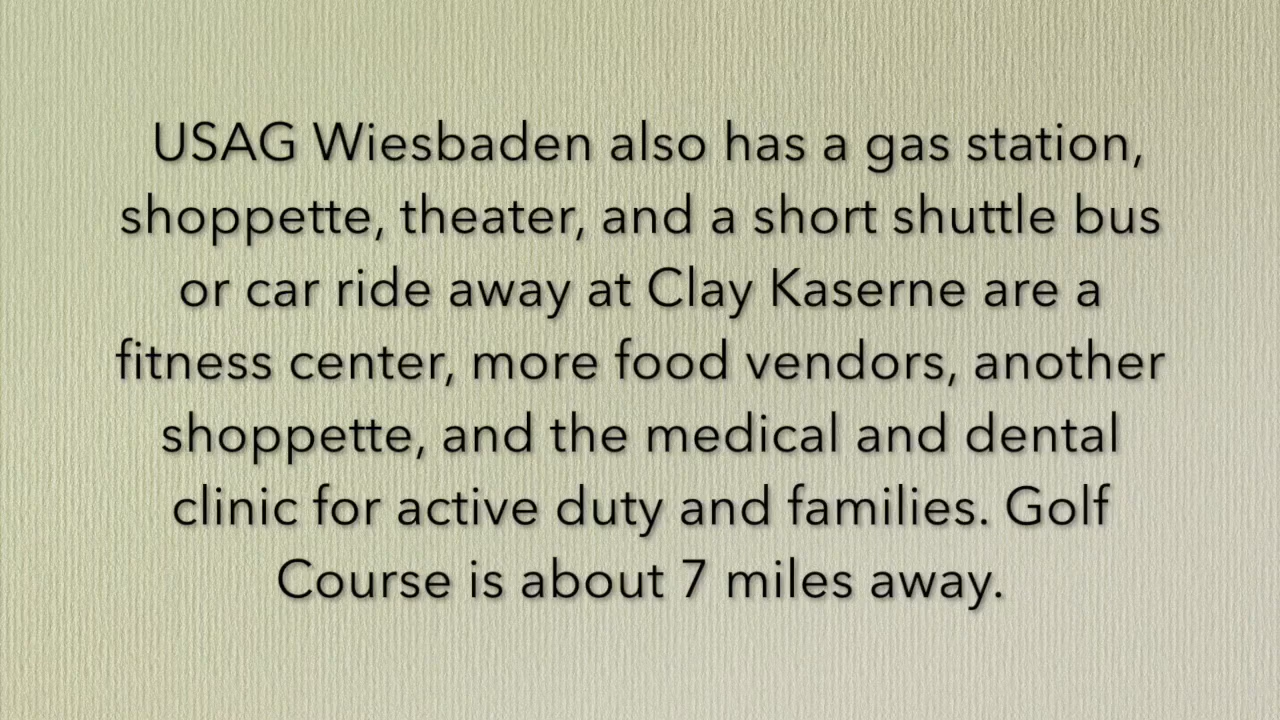 USAG Wiesbaden also has a gas station,
shoppette, theater, and a short shuttle bus
or car ride away at Clay Kaserne are a
fitness center, more food vendors, another
shoppette, and the medical and dental
clinic for active duty and families. Golf
Course is about 7 miles away.